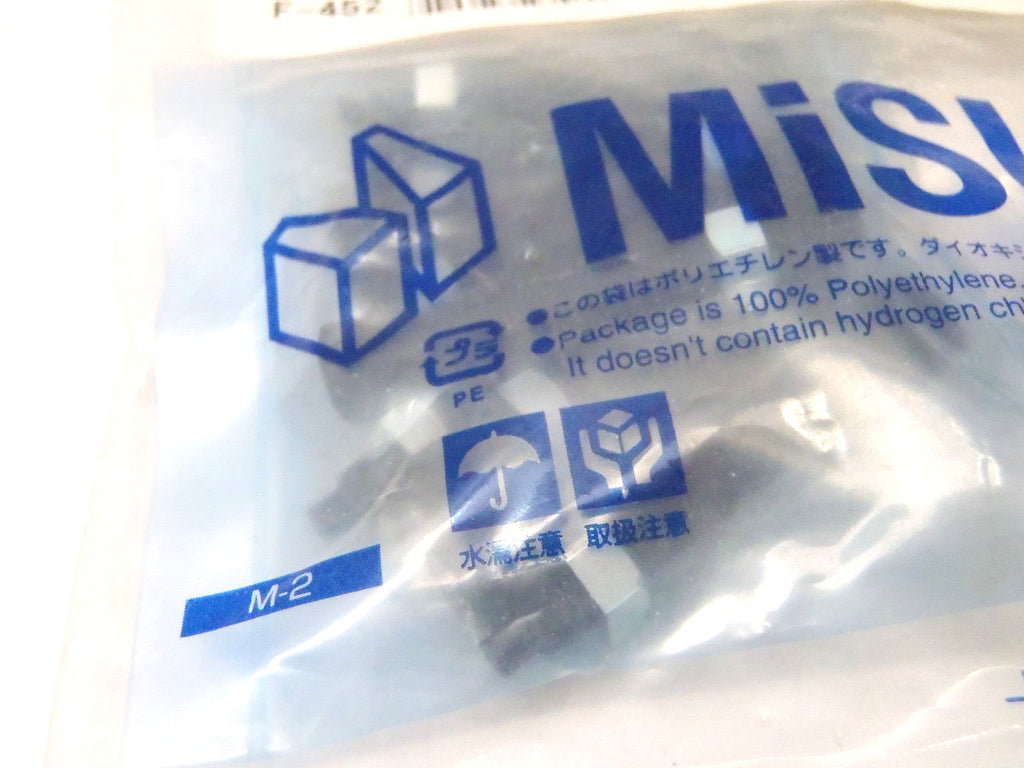 F-452
MiSU
●この袋はポリエチレン製です。ダイオキシ
●Package is 100% Polyethylene.
It doesn't contain hydrogen ch
PE
水濡注意 取扱注意
M-2